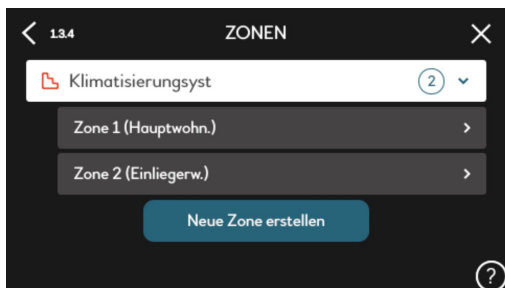 1.3.4 ZONEN
Klimatisierungsyst 2
Zone 1 (Hauptwohn.)
Zone 2 (Einliegerw.)
Neue Zone erstellen
?